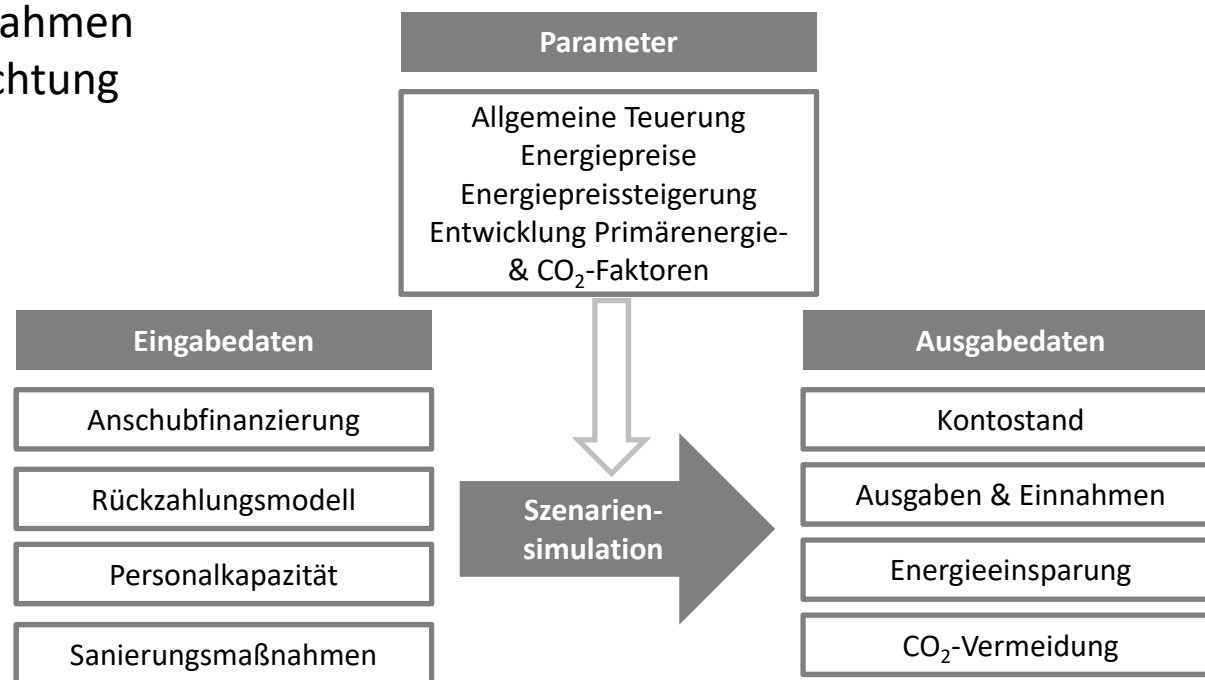 ahmen
chtung
Parameter
Allgemeine Teuerung
Energiepreise
Energiepreissteigerung
Entwicklung Primärenergie-
& CO₂-Faktoren
Eingabedaten
Anschubfinanzierung
Rückzahlungsmodell
Personalkapazität
Sanierungsmaßnahmen
Szenarien-
simulation
Ausgabedaten
Kontostand
Ausgaben & Einnahmen
Energieeinsparung
CO₂-Vermeidung